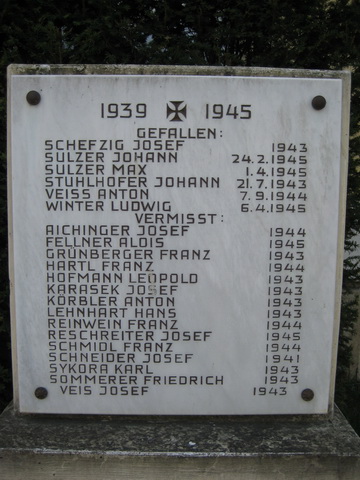 1939 ✠ 1945
GEFALLEN:
SCHEFZIG JOSEF 1943
SULZER JOHANN 24.2.1945
SULZER MAX 1.4.1945
STUHLHOFER JOHANN 21.7.1943
VEISS ANTON 7.9.1944
WINTER LUDWIG 6.4.1945
VERMISST:
AICHINGER JOSEF 1944
FELLNER ALOIS 1945
GRÜNBERGER FRANZ 1943
HARTL FRANZ 1944
HOFMANN LEOPOLD 1943
KARASEK JOSEF 1943
KÖRBLER ANTON 1943
LEHNHART HANS 1943
REINWEIN FRANZ 1944
RESCHREITER JOSEF 1945
SCHMIDL FRANZ 1944
SCHNEIDER JOSEF 1941
SYKORA KARL 1943
SOMMERER FRIEDRICH 1943
VEIS JOSEF 1943